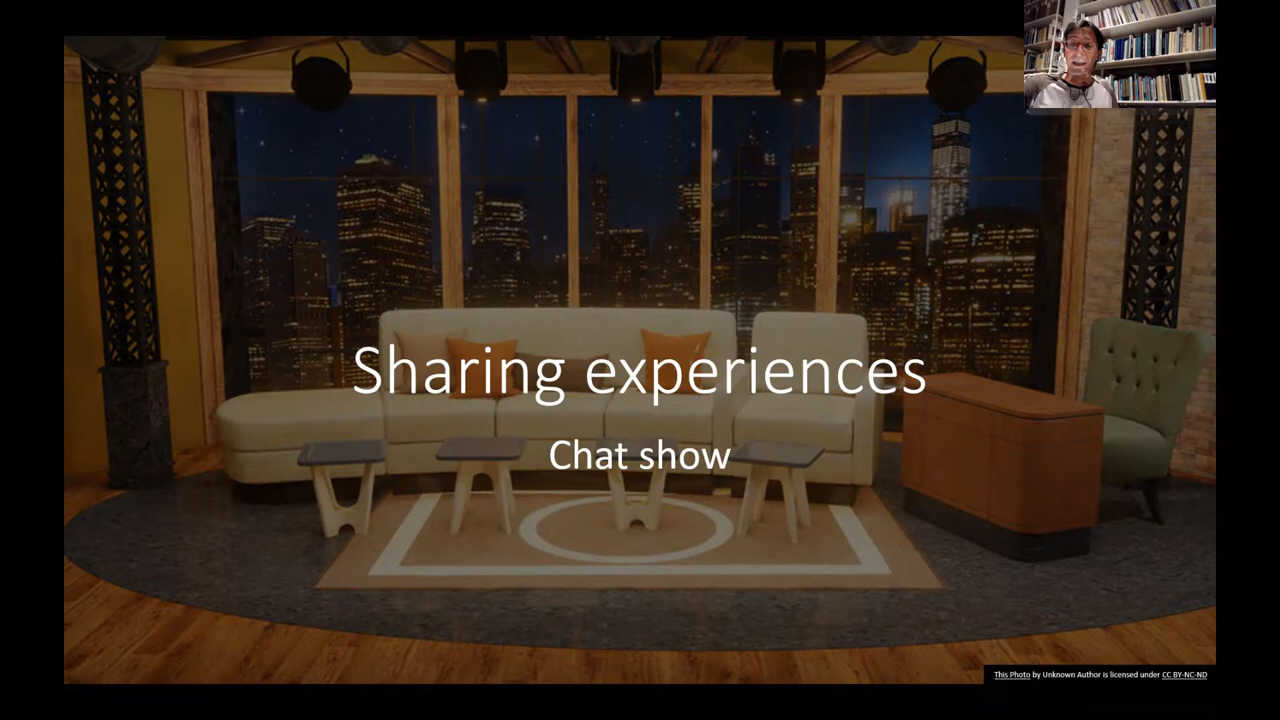 Sharing experiences
Chat show
This Photo by Unknown Author is licensed under CC BY-NC-ND